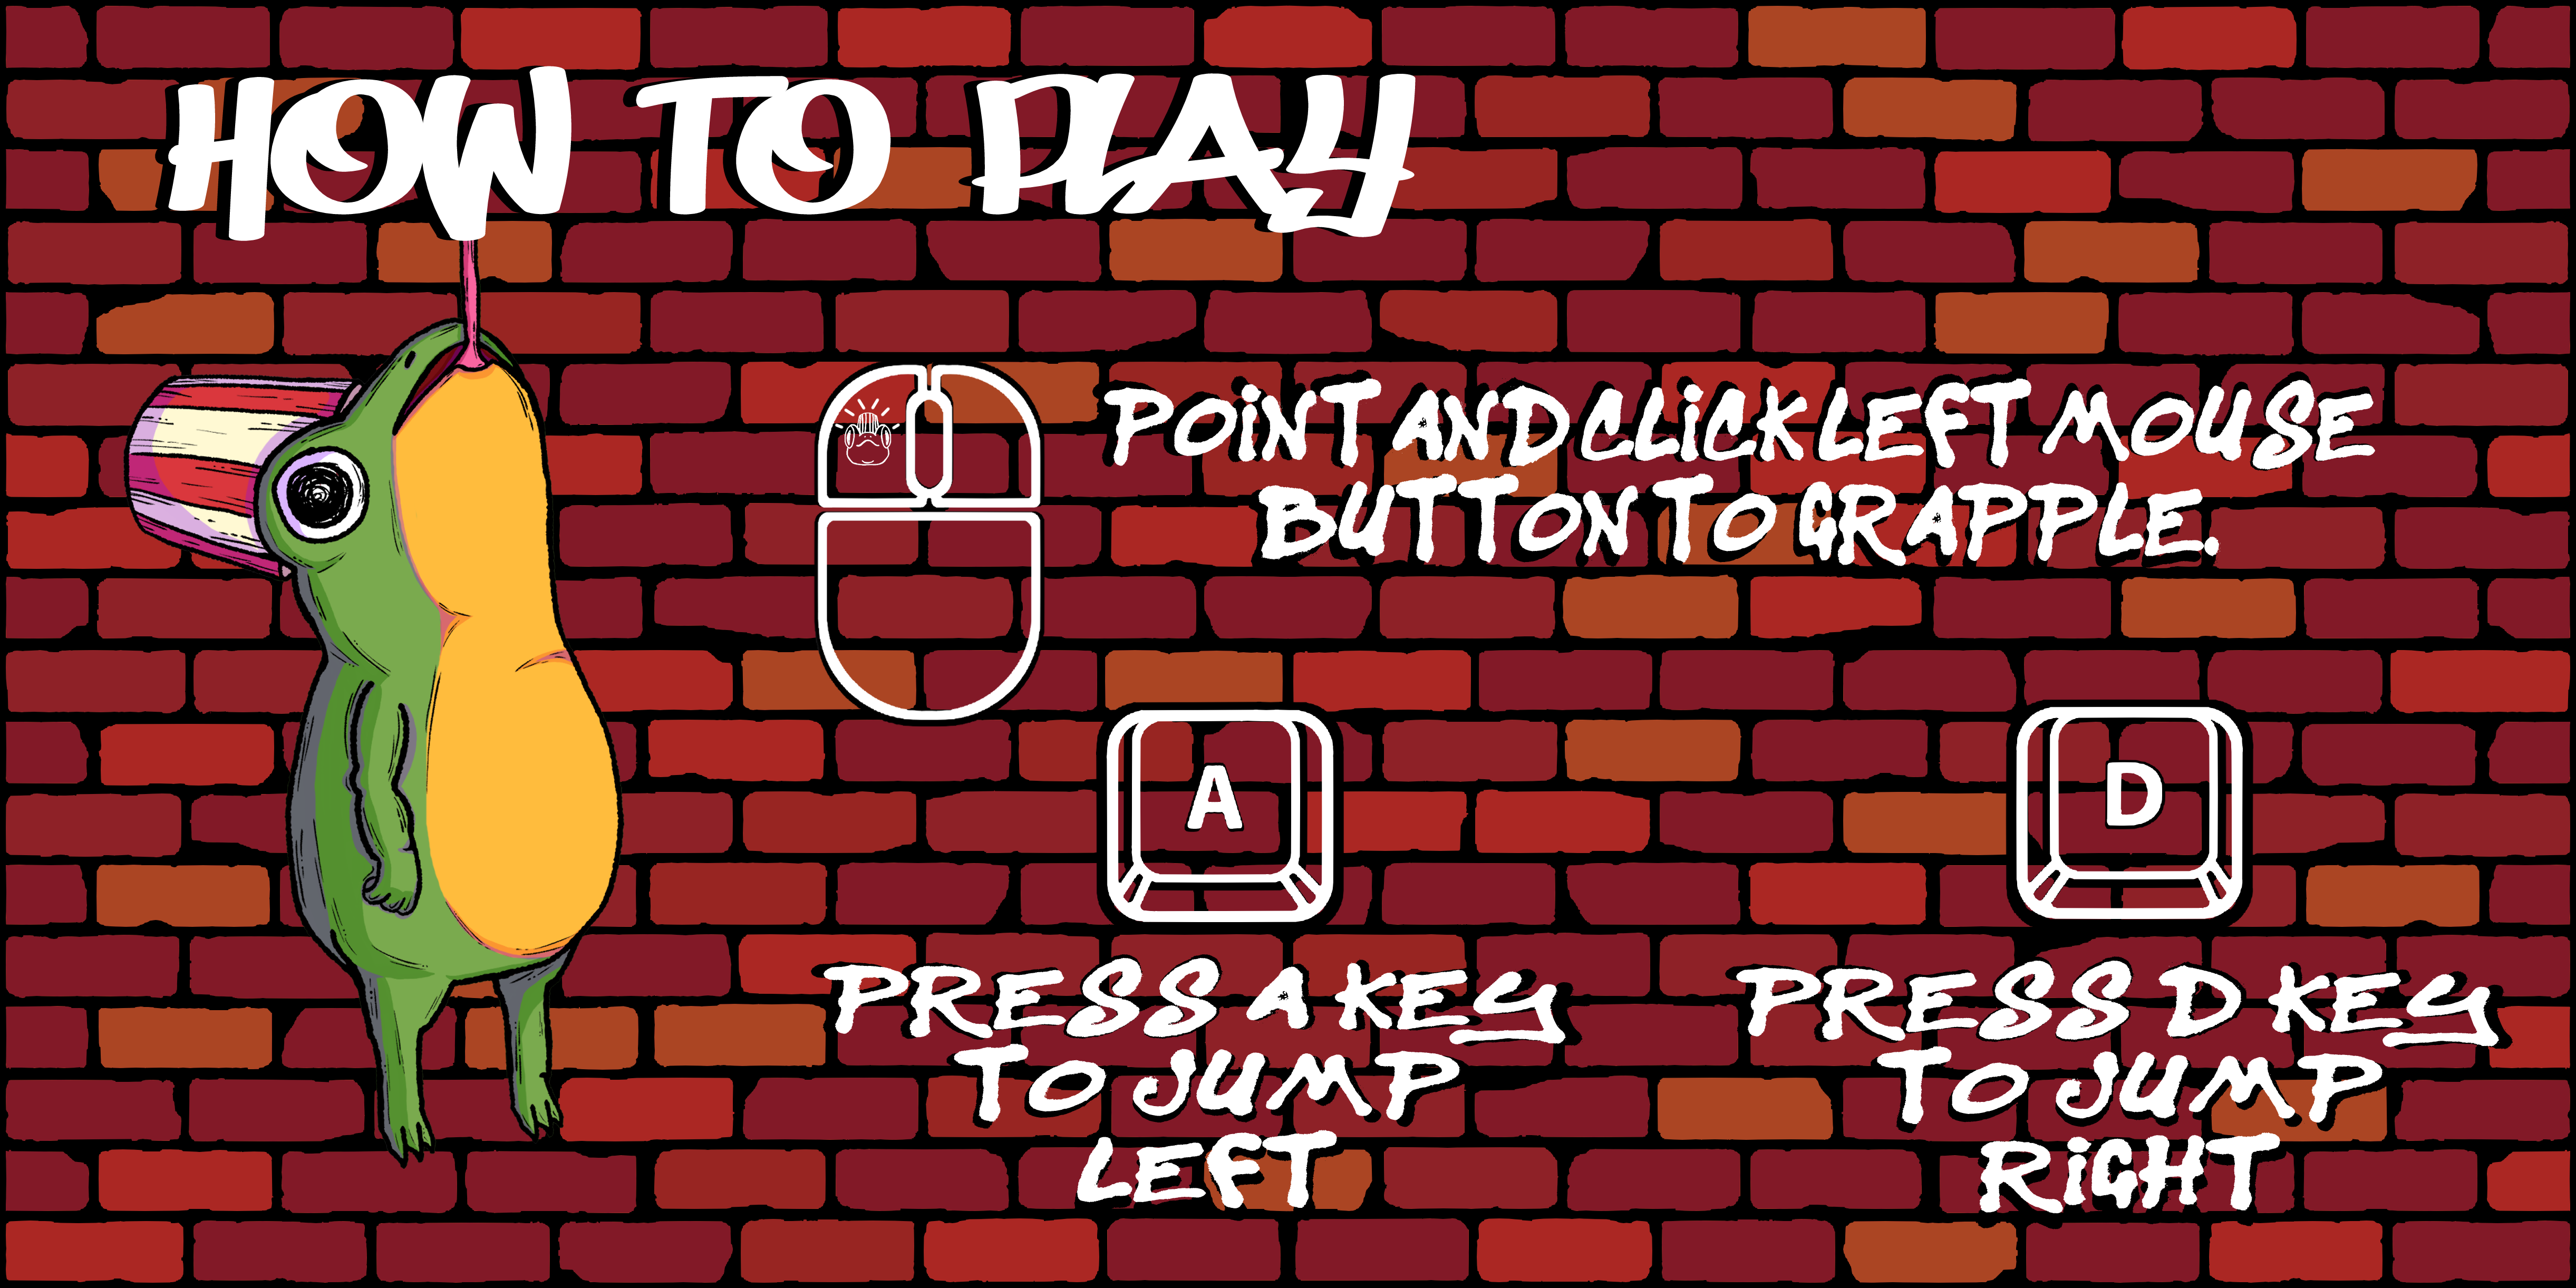 HOW TO PLAY
POINT AND CLICK LEFT MOUSE
BUTTON TO GRAPPLE.
A
PRESS A KEY
TO JUMP
LEFT
D
PRESS D KEY
TO JUMP
RIGHT